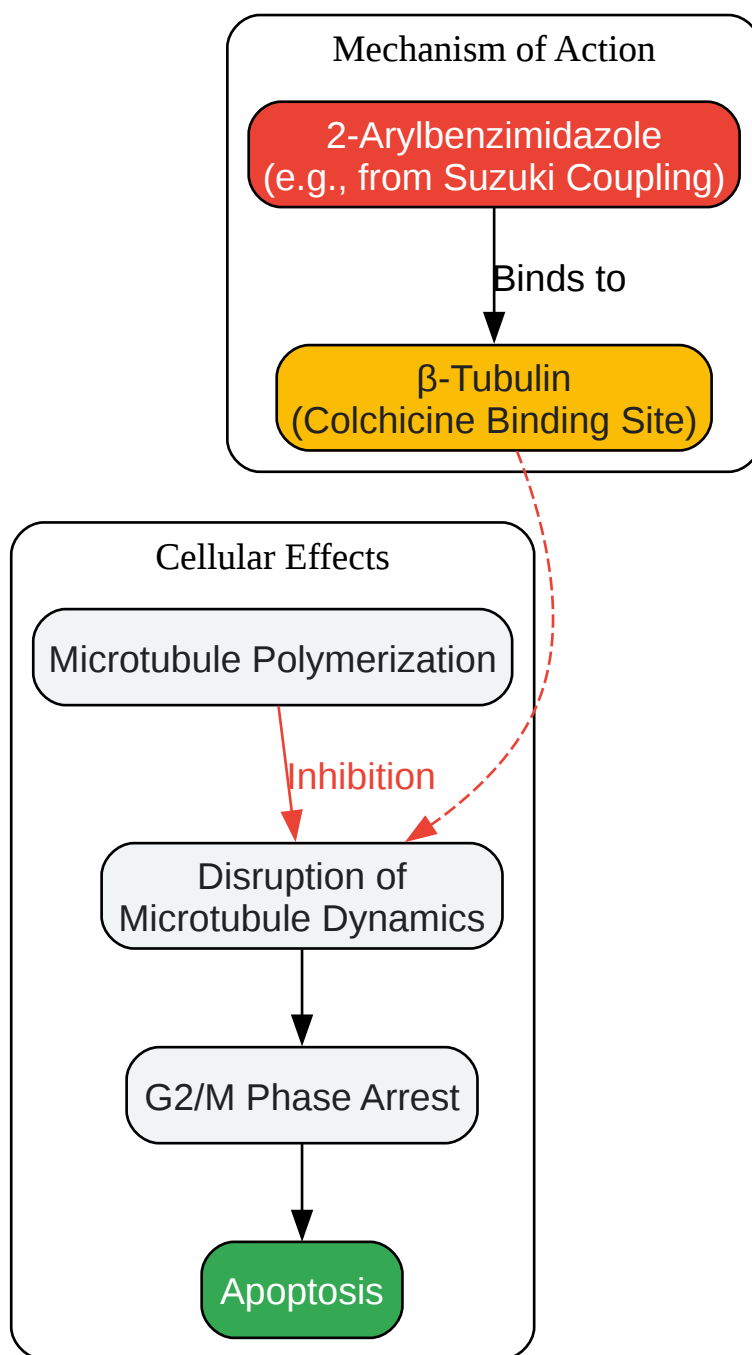 Mechanism of Action
2-Arylbenzimidazole
(e.g., from Suzuki Coupling)
Binds to
β-Tubulin
(Colchicine Binding Site)
Cellular Effects
Microtubule Polymerization
Inhibition
Disruption of
Microtubule Dynamics
G2/M Phase Arrest
Apoptosis